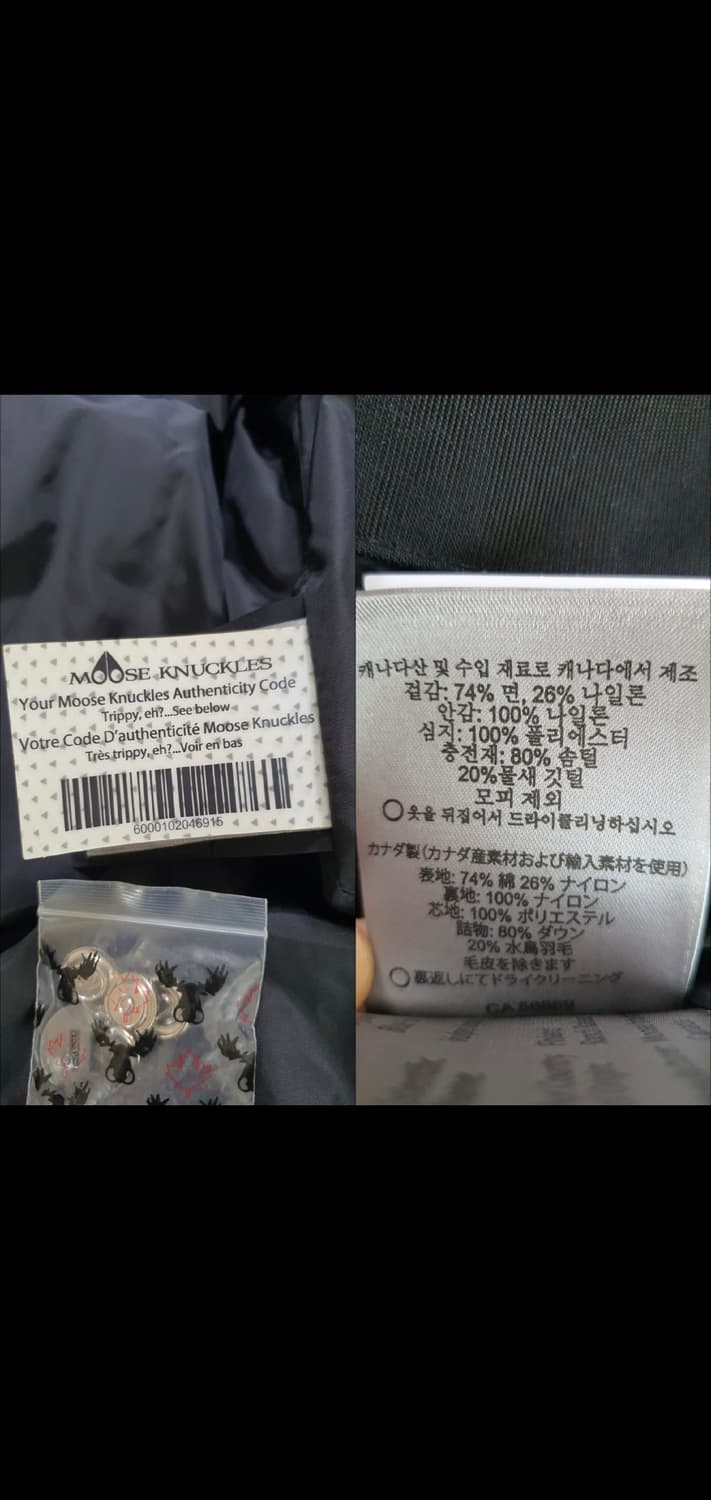 MOOSE KNUCKLES
Your Moose Knuckles Authenticity Code
Trippy, eh?...See below
Votre Code D'authenticité Moose Knuckles
Très trippy, eh?...Voir en bas
6000102046915
캐나다산 및 수입 재료로 캐나다에서 제조
겉감: 74% 면, 26% 나일론
안감: 100% 나일론
심지: 100% 폴리에스터
충전재: 80% 솜털
20%물새 깃털
모피 제외
옷을 뒤집어서 드라이클리닝하십시오
カナダ製(カナダ産素材および輸入素材を使用)
表地: 74% 綿 26% ナイロン
裏地: 100% ナイロン
芯地: 100% ポリエステル
詰物: 80% ダウン
20% 水鳥羽毛
毛皮を除きます
裏返しにてドライクリーニング